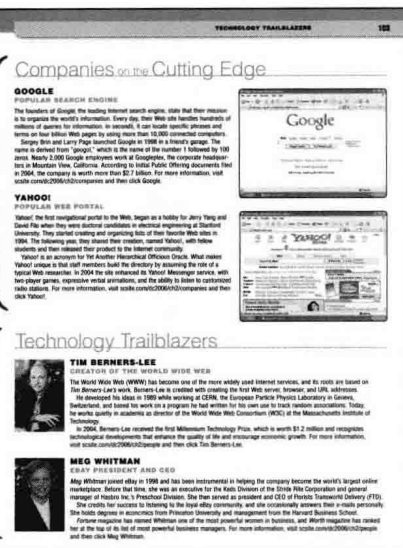 TECHNOLOGY TRAILBLAZERS 103
Companies on the Cutting Edge
GOOGLE
POPULAR SEARCH ENGINE
The founders of Google, the leading Internet search engine, state that their mission
is to organize the world's information. Every day, their Web site handles hundreds of
millions of queries for information. In seconds, it can locate specific phrases and
terms on four billion Web pages by using more than 10,000 connected computers.
Sergey Brin and Larry Page launched Google in 1998 in a friend's garage. The
name is derived from "googol," which is the name of the number 1 followed by 100
zeros. Nearly 2,000 Google employees work at Googleplex, the corporate headquar-
ters in Mountain View, California. According to Initial Public Offering documents filed
in 2004, the company is worth more than $2.7 billion. For more information, visit
scsite.com/dc2006/ch2/companies and then click Google.
Google
YAHOO!
POPULAR WEB PORTAL
Yahoo!, the first navigational portal to the Web, began as a hobby for Jerry Yang and
David Filo when they were doctoral candidates in electrical engineering at Stanford
University. They started creating and organizing lists of their favorite Web sites in
1994. The following year, they shared their creation, named Yahoo!, with fellow
students and then released their product to the Internet community.
Yahoo! is an acronym for Yet Another Hierarchical Officious Oracle. What makes
Yahoo! unique is that staff members build the directory by assuming the role of a
typical Web researcher. In 2004 the site enhanced its Yahoo! Messenger service, with
two-player games, expressive verbal animations, and the ability to listen to customized
radio stations. For more information, visit scsite.com/dc2006/ch2/companies and then
click Yahoo!.
YAHOO!
Technology Trailblazers
TIM BERNERS-LEE
CREATOR OF THE WORLD WIDE WEB
The World Wide Web (WWW) has become one of the more widely used Internet services, and its roots are based on
Tim Berners-Lee's work. Berners-Lee is credited with creating the first Web server, browser, and URL addresses.
He developed his ideas in 1989 while working at CERN, the European Particle Physics Laboratory in Geneva,
Switzerland, and based his work on a program he had written for his own use to track random associations. Today,
he works quietly in academia as director of the World Wide Web Consortium (W3C) at the Massachusetts Institute of
Technology.
In 2004, Berners-Lee received the first Millennium Technology Prize, which is worth $1.2 million and recognizes
technological developments that enhance the quality of life and encourage economic growth. For more information,
visit scsite.com/dc2006/ch2/people and then click Tim Berners-Lee.
MEG WHITMAN
EBAY PRESIDENT AND CEO
Meg Whitman joined eBay in 1998 and has been instrumental in helping the company become the world's largest online
marketplace. Before that time, she was an executive for the Kids Division of the Stride Rite Corporation and general
manager of Hasbro Inc.'s Preschool Division. She then served as president and CEO of Florists Transworld Delivery (FTD).
She credits her success to listening to the loyal eBay community, and she occasionally answers their e-mails personally.
She holds degrees in economics from Princeton University and management from the Harvard Business School.
Fortune magazine has named Whitman one of the most powerful women in business, and Worth magazine has ranked
her at the top of its list of most powerful business managers. For more information, visit scsite.com/dc2006/ch2/people
and then click Meg Whitman.